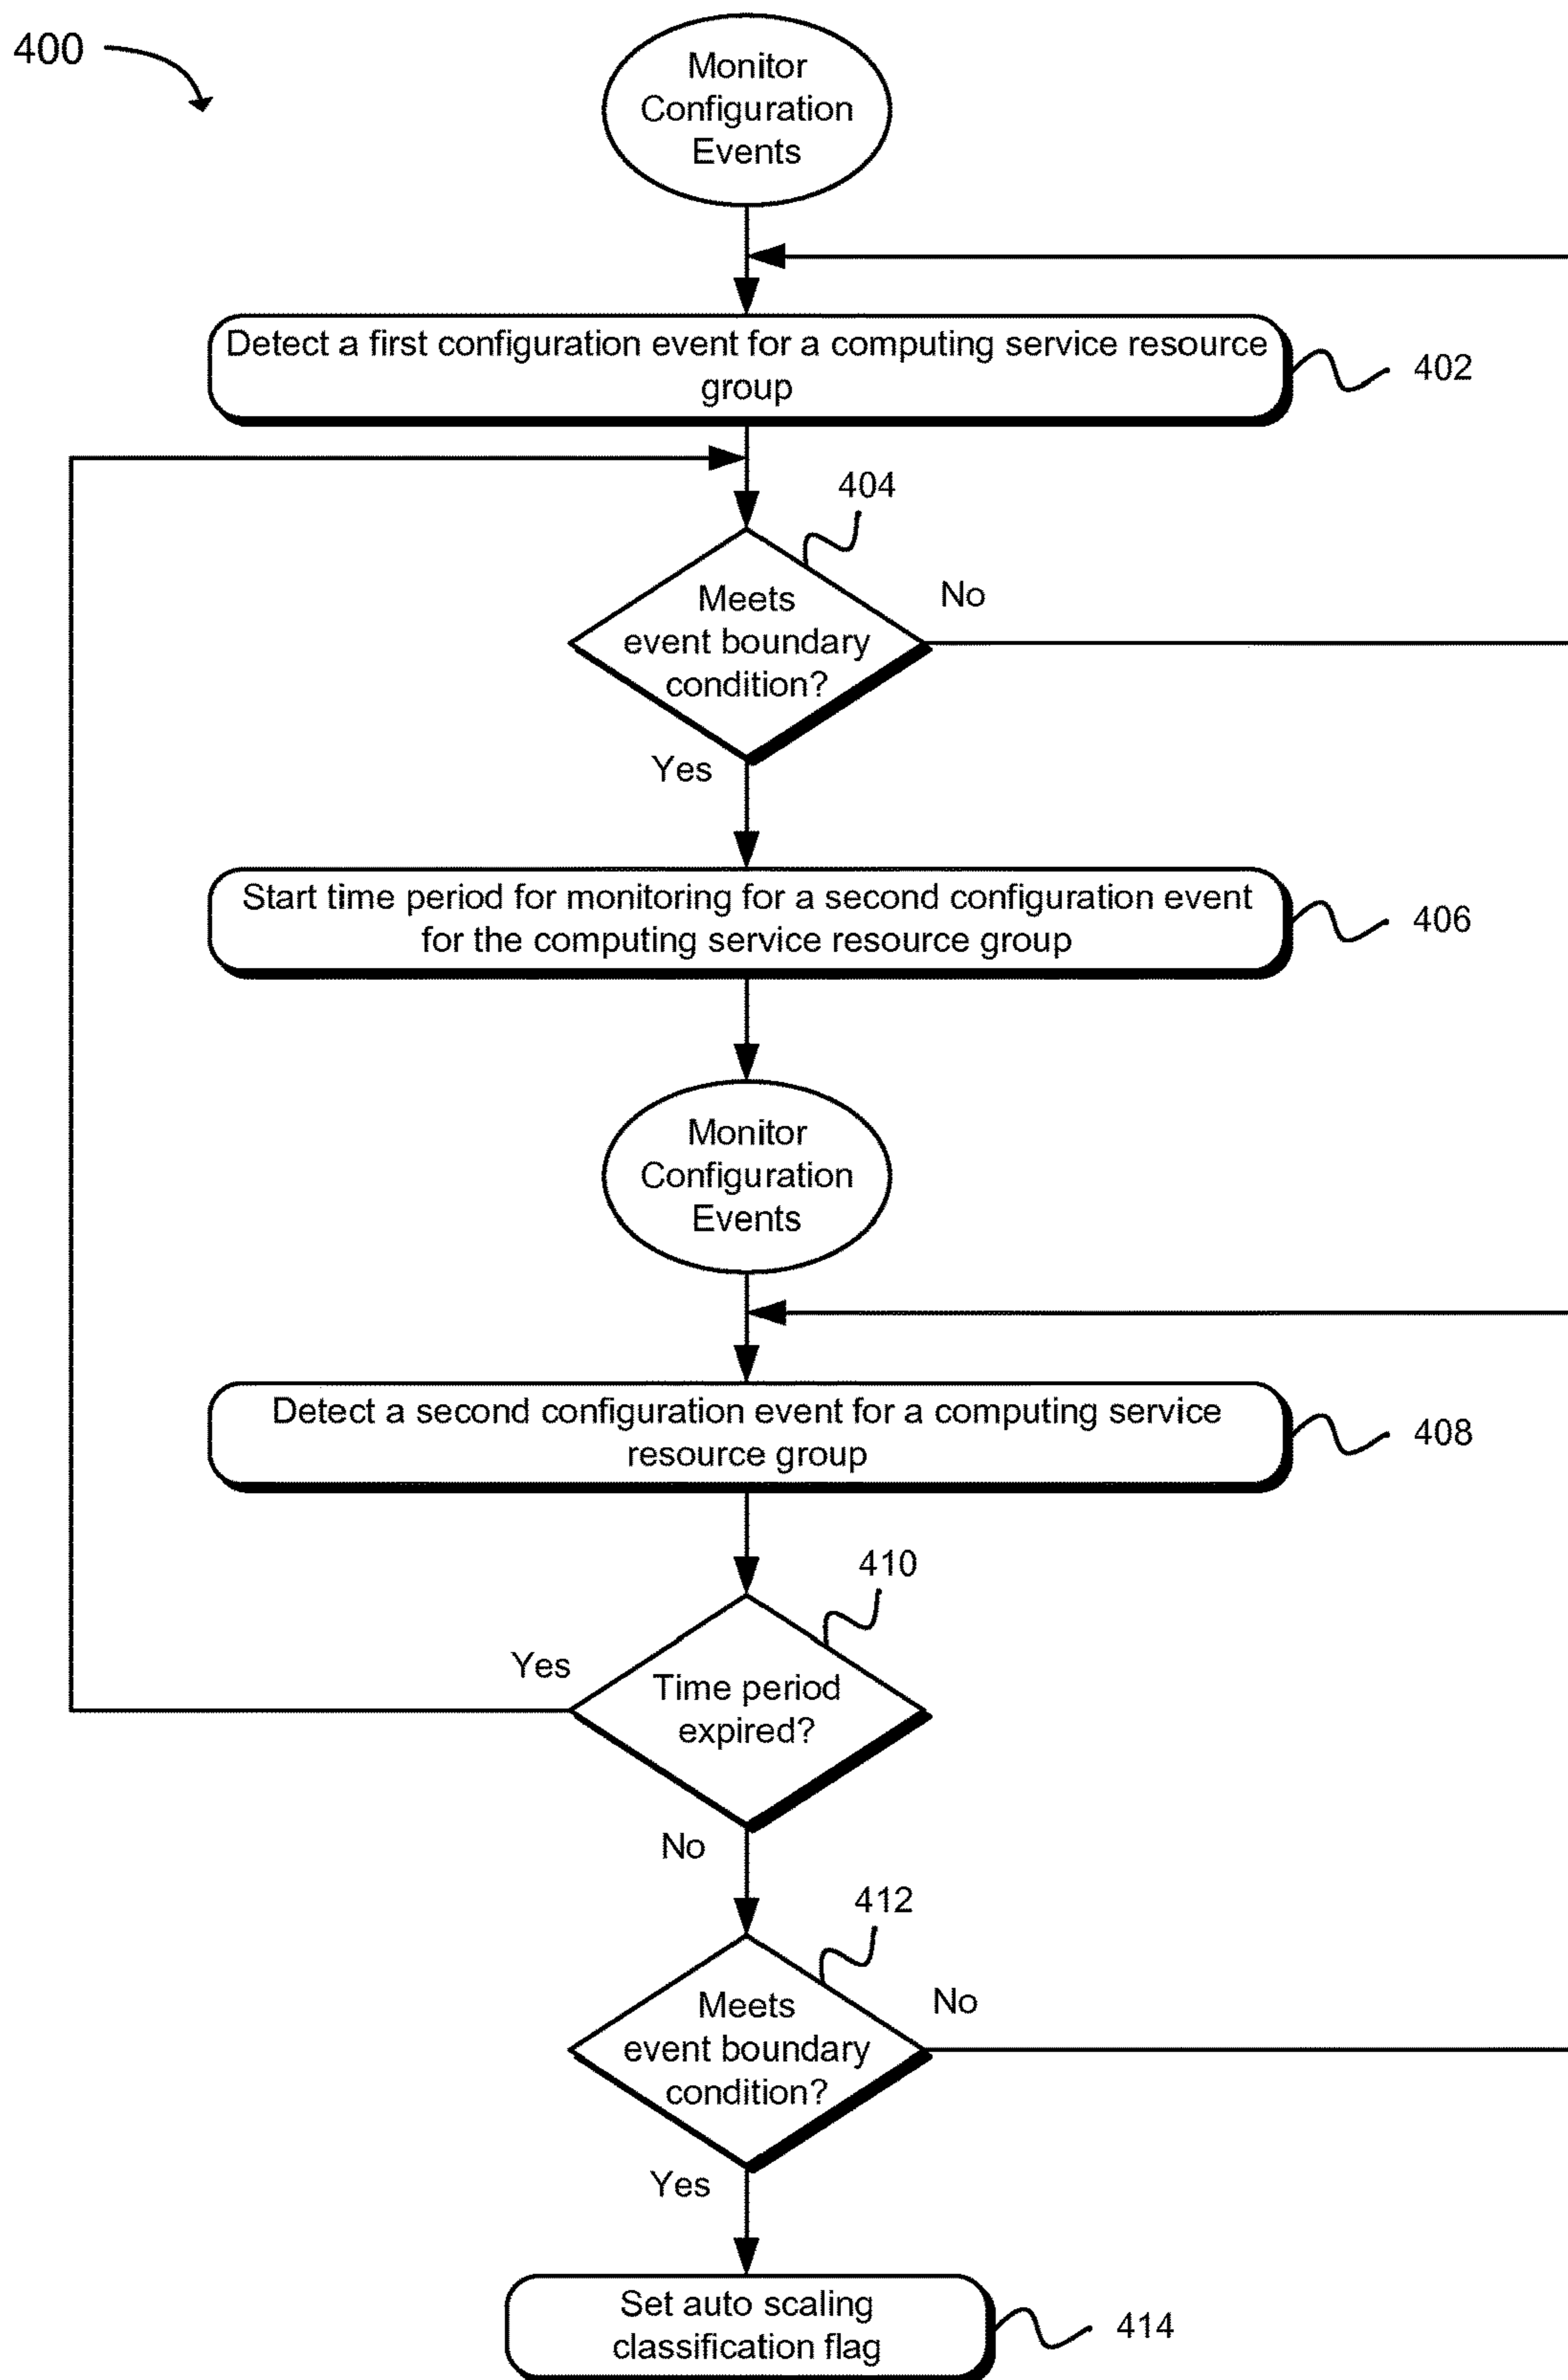 400
Monitor
Configuration
Events
Detect a first configuration event for a computing service resource
group
402
404
Meets
event boundary
condition?
No
Yes
Start time period for monitoring for a second configuration event
for the computing service resource group
406
Monitor
Configuration
Events
Detect a second configuration event for a computing service
resource group
408
410
Yes
Time period
expired?
No
412
Meets
event boundary
condition?
No
Yes
Set auto scaling
classification flag
414